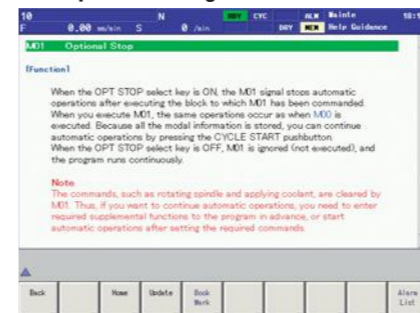 10 N CYC ALM Mainte 18:1
F 0.00 mm/min S 0 /min DRY MEM Help Guidance
M01 Optional Stop
[Function]
When the OPT STOP select key is ON, the M01 signal stops automatic
operations after executing the block to which M01 has been commanded.
When you execute M01, the same operations occur as when M00 is
executed. Because all the modal information is stored, you can continue
automatic operations by pressing the CYCLE START pushbutton.
When the OPT STOP select key is OFF, M01 is ignored (not executed), and
the program runs continuously.
Note
The commands, such as rotating spindle and applying coolant, are cleared by
M01. Thus, if you want to continue automatic operations, you need to enter
required supplemental functions to the program in advance, or start
automatic operations after setting the required commands.
Back Home Update Book Alarm
Mark List